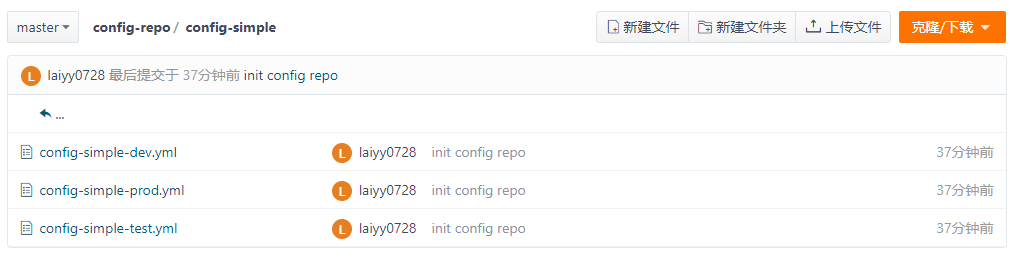 master config-repo / config-simple 新建文件 新建文件夹 上传文件 克隆/下载
L laiyy0728 最后提交于 37分钟前 init config repo
...
config-simple-dev.yml L laiyy0728 init config repo 37分钟前
config-simple-prod.yml L laiyy0728 init config repo 37分钟前
config-simple-test.yml L laiyy0728 init config repo 37分钟前